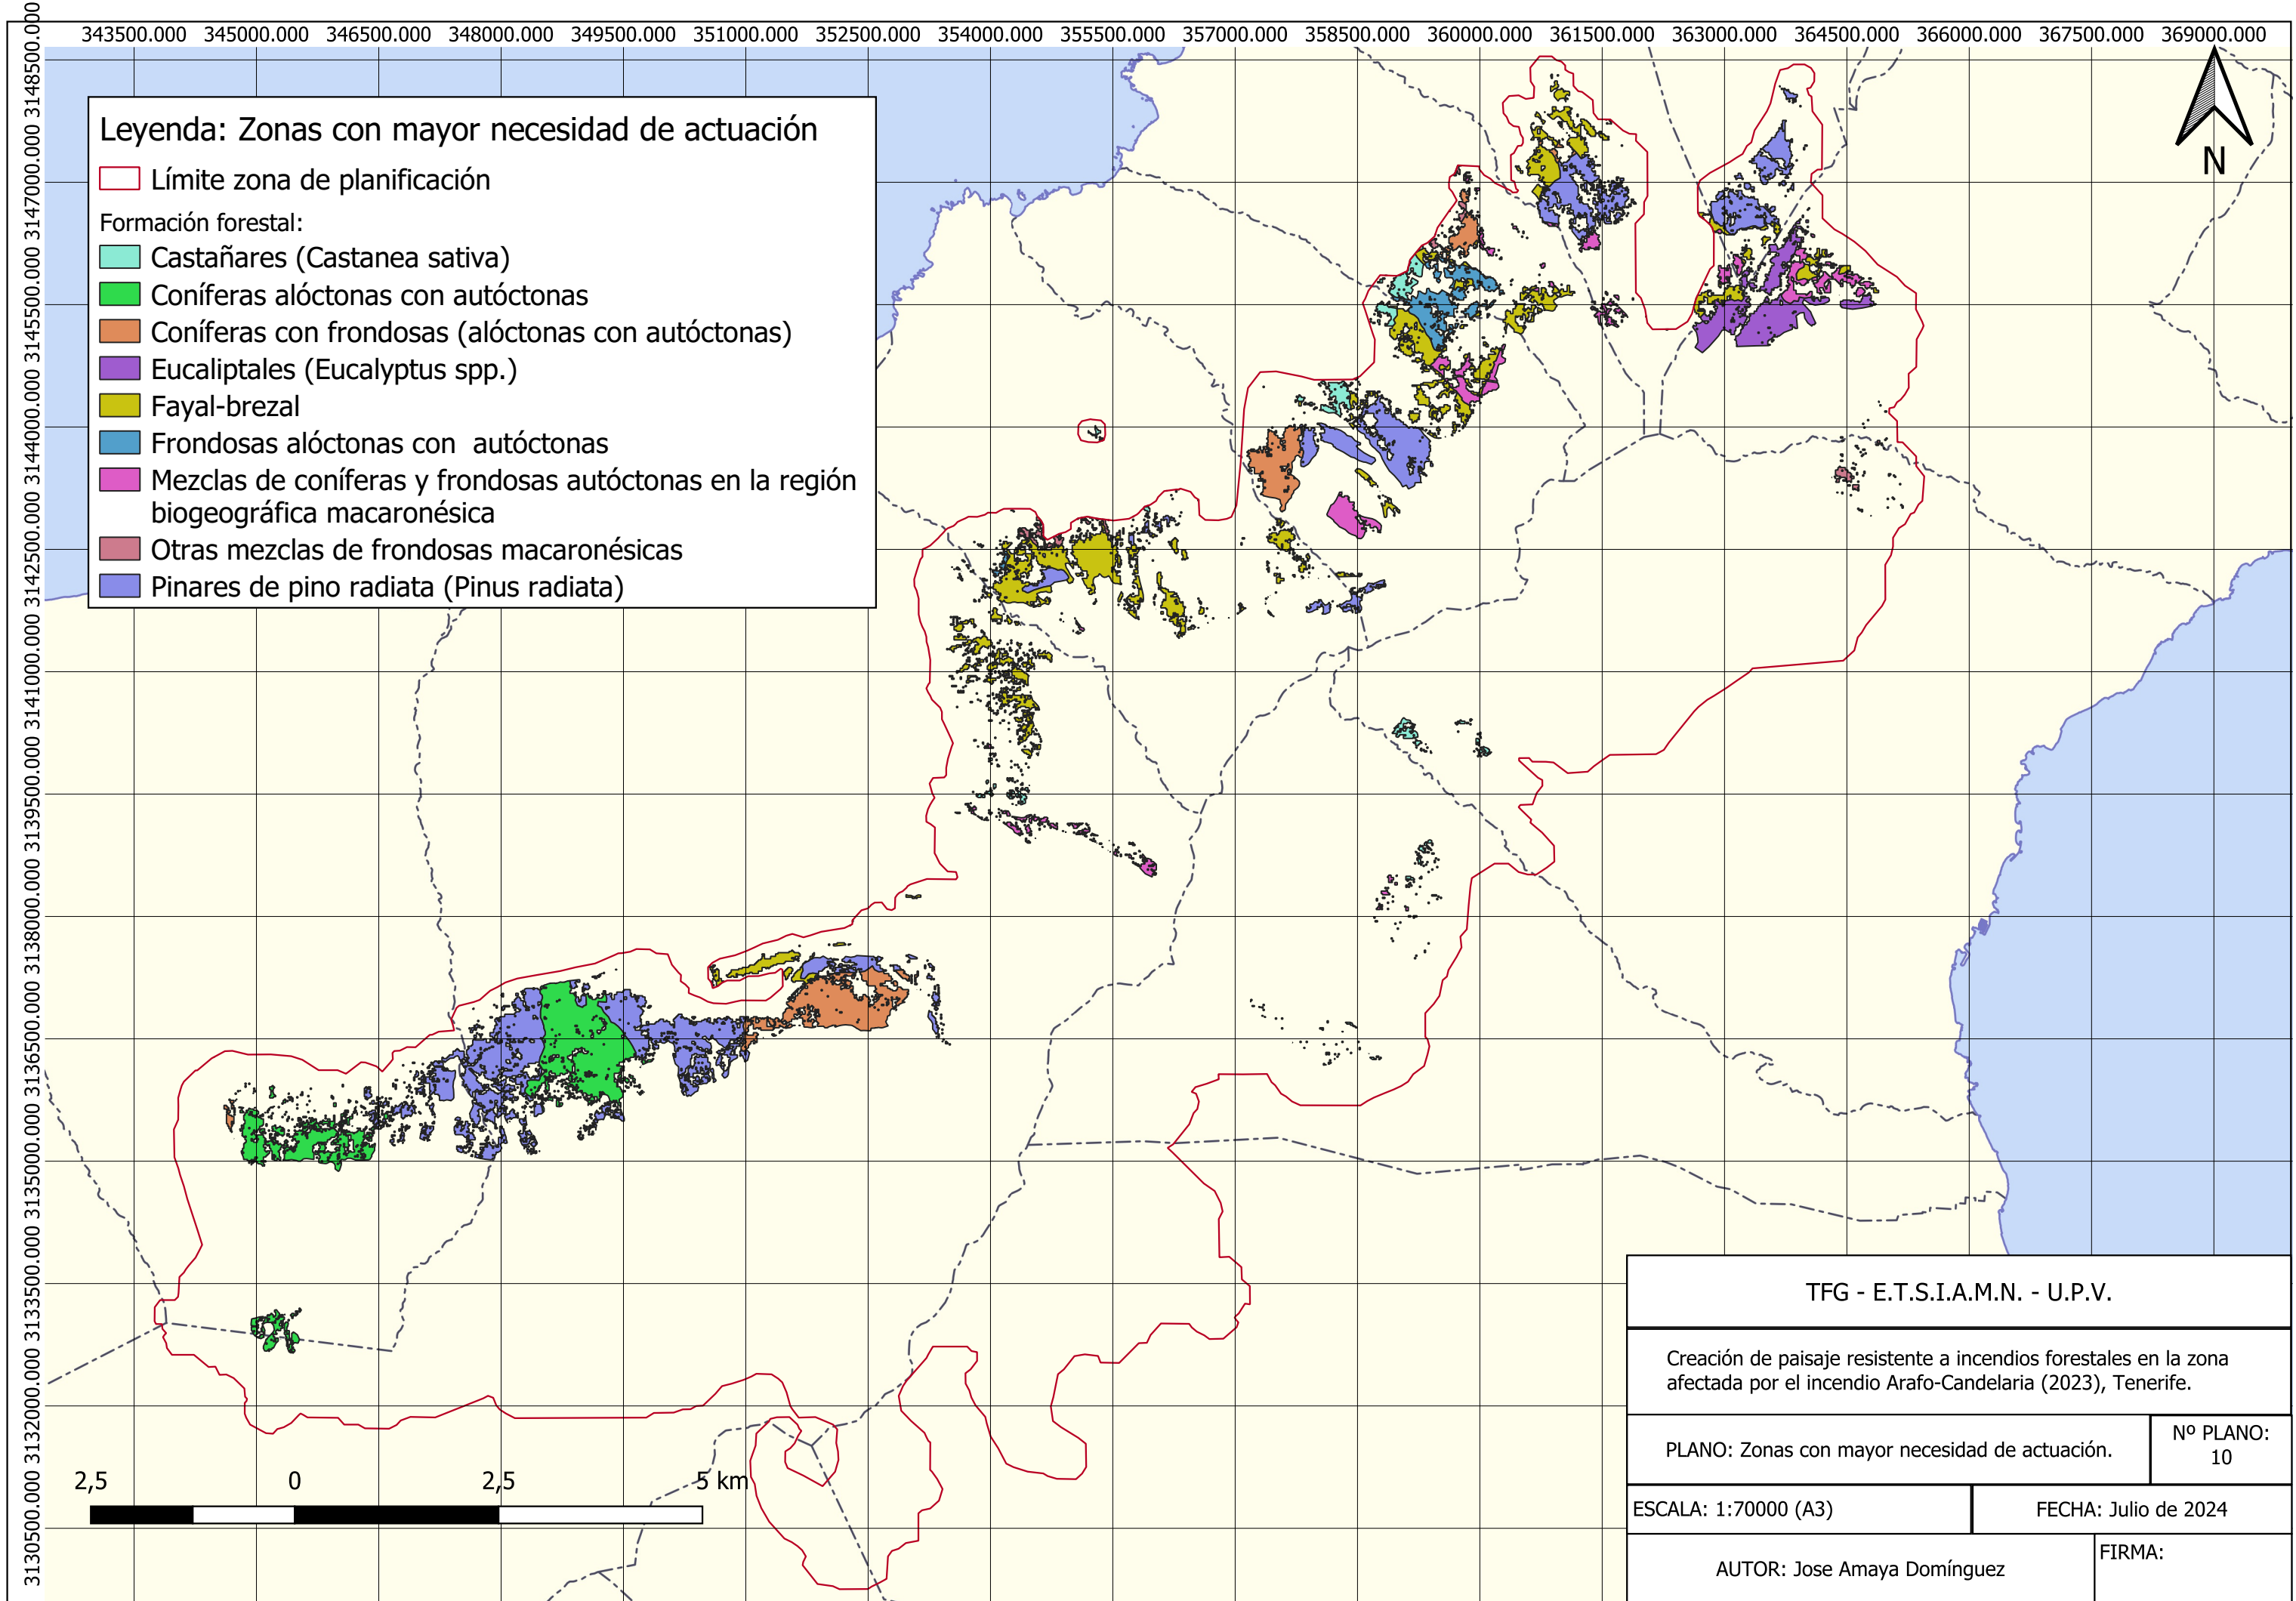 343500.000 345000.000 346500.000 348000.000 349500.000 351000.000 352500.000 354000.000 355500.000 357000.000 358500.000 360000.000 361500.000 363000.000 364500.000 366000.000 367500.000 369000.000
3148500.000
3147000.000
3145500.000
3144000.000
3142500.000
3141000.000
3139500.000
3138000.000
3136500.000
3135000.000
3133500.000
3132000.000
3130500.000
Leyenda: Zonas con mayor necesidad de actuación
Límite zona de planificación
Formación forestal:
Castañares (Castanea sativa)
Coníferas alóctonas con autóctonas
Coníferas con frondosas (alóctonas con autóctonas)
Eucaliptales (Eucalyptus spp.)
Fayal-brezal
Frondosas alóctonas con autóctonas
Mezclas de coníferas y frondosas autóctonas en la región
biogeográfica macaronésica
Otras mezclas de frondosas macaronésicas
Pinares de pino radiata (Pinus radiata)
N
2,5 0 2,5 5 km
TFG - E.T.S.I.A.M.N. - U.P.V.
Creación de paisaje resistente a incendios forestales en la zona
afectada por el incendio Arafo-Candelaria (2023), Tenerife.
PLANO: Zonas con mayor necesidad de actuación.
Nº PLANO:
10
ESCALA: 1:70000 (A3)
FECHA: Julio de 2024
AUTOR: Jose Amaya Domínguez
FIRMA: